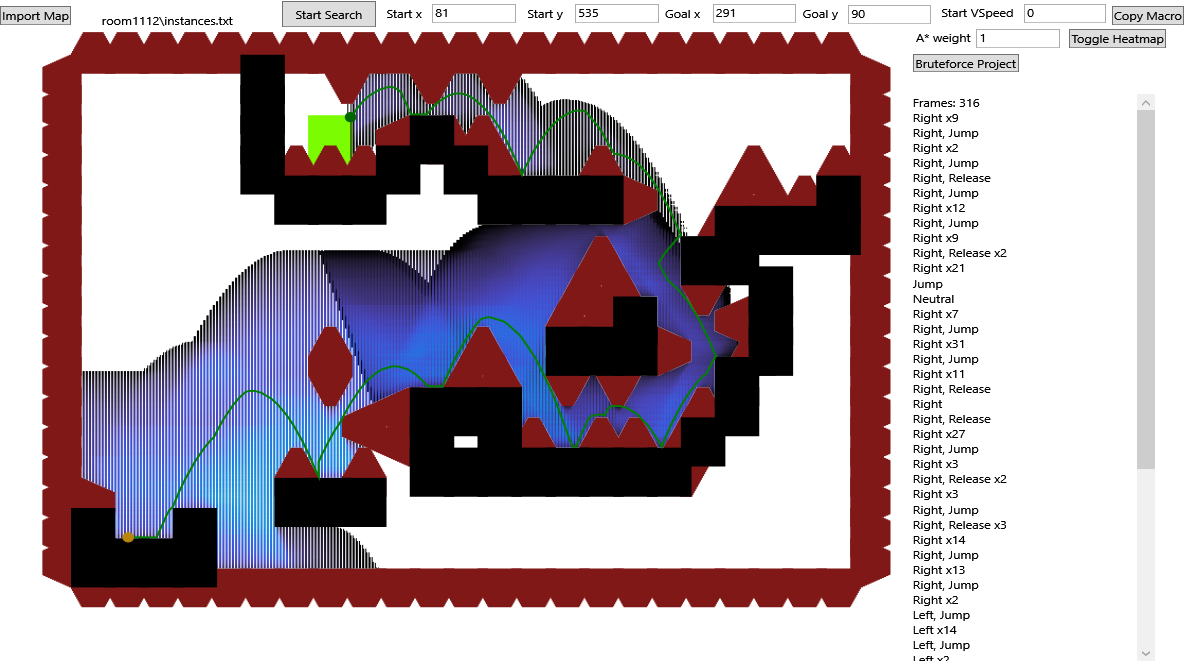 Import Map
room1112\instances.txt
Start Search
Start x 81
Start y 535
Goal x 291
Goal y 90
Start VSpeed 0
Copy Macro
A* weight 1
Toggle Heatmap
Bruteforce Project
Frames: 316
Right x9
Right, Jump
Right x2
Right, Jump
Right, Release
Right, Jump
Right x12
Right, Jump
Right x9
Right, Release x2
Right x21
Jump
Neutral
Right x7
Right, Jump
Right x31
Right, Jump
Right x11
Right, Release
Right
Right, Release
Right x27
Right, Jump
Right x3
Right, Release x2
Right x3
Right, Jump
Right, Release x3
Right x14
Right, Jump
Right x13
Right, Jump
Right x2
Left, Jump
Left x14
Left, Jump
Left x2